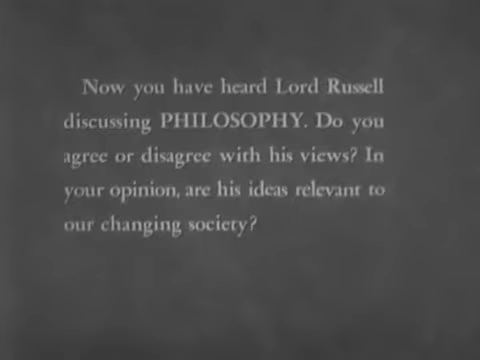 Now you have heard Lord Russell
discussing PHILOSOPHY. Do you
agree or disagree with his views? In
your opinion, are his ideas relevant to
our changing society?